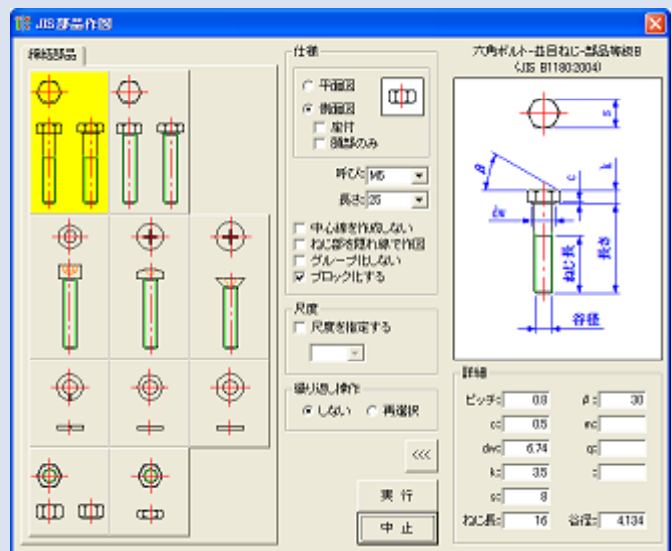 JIS部品作図
締結部品
仕様
平面図
側面図
座付
頭部のみ
呼び: M5
長さ: 25
中心線を作成しない
ねじ部を隠れ線で作図
グループ化しない
ブロック化する
尺度
尺度を指定する
繰り返し操作
しない
再選択
<<<
実 行
中 止
六角ボルト-並目ねじ-部品等級B
(JIS B1180:2004)
s
β
c
k
dw
ねじ長
長さ
谷径
詳細
ピッチ: 0.8
β: 30
c: 0.5
m:
dw: 6.74
q:
k: 3.5
:
s: 8
ねじ長: 16
谷径: 4.134